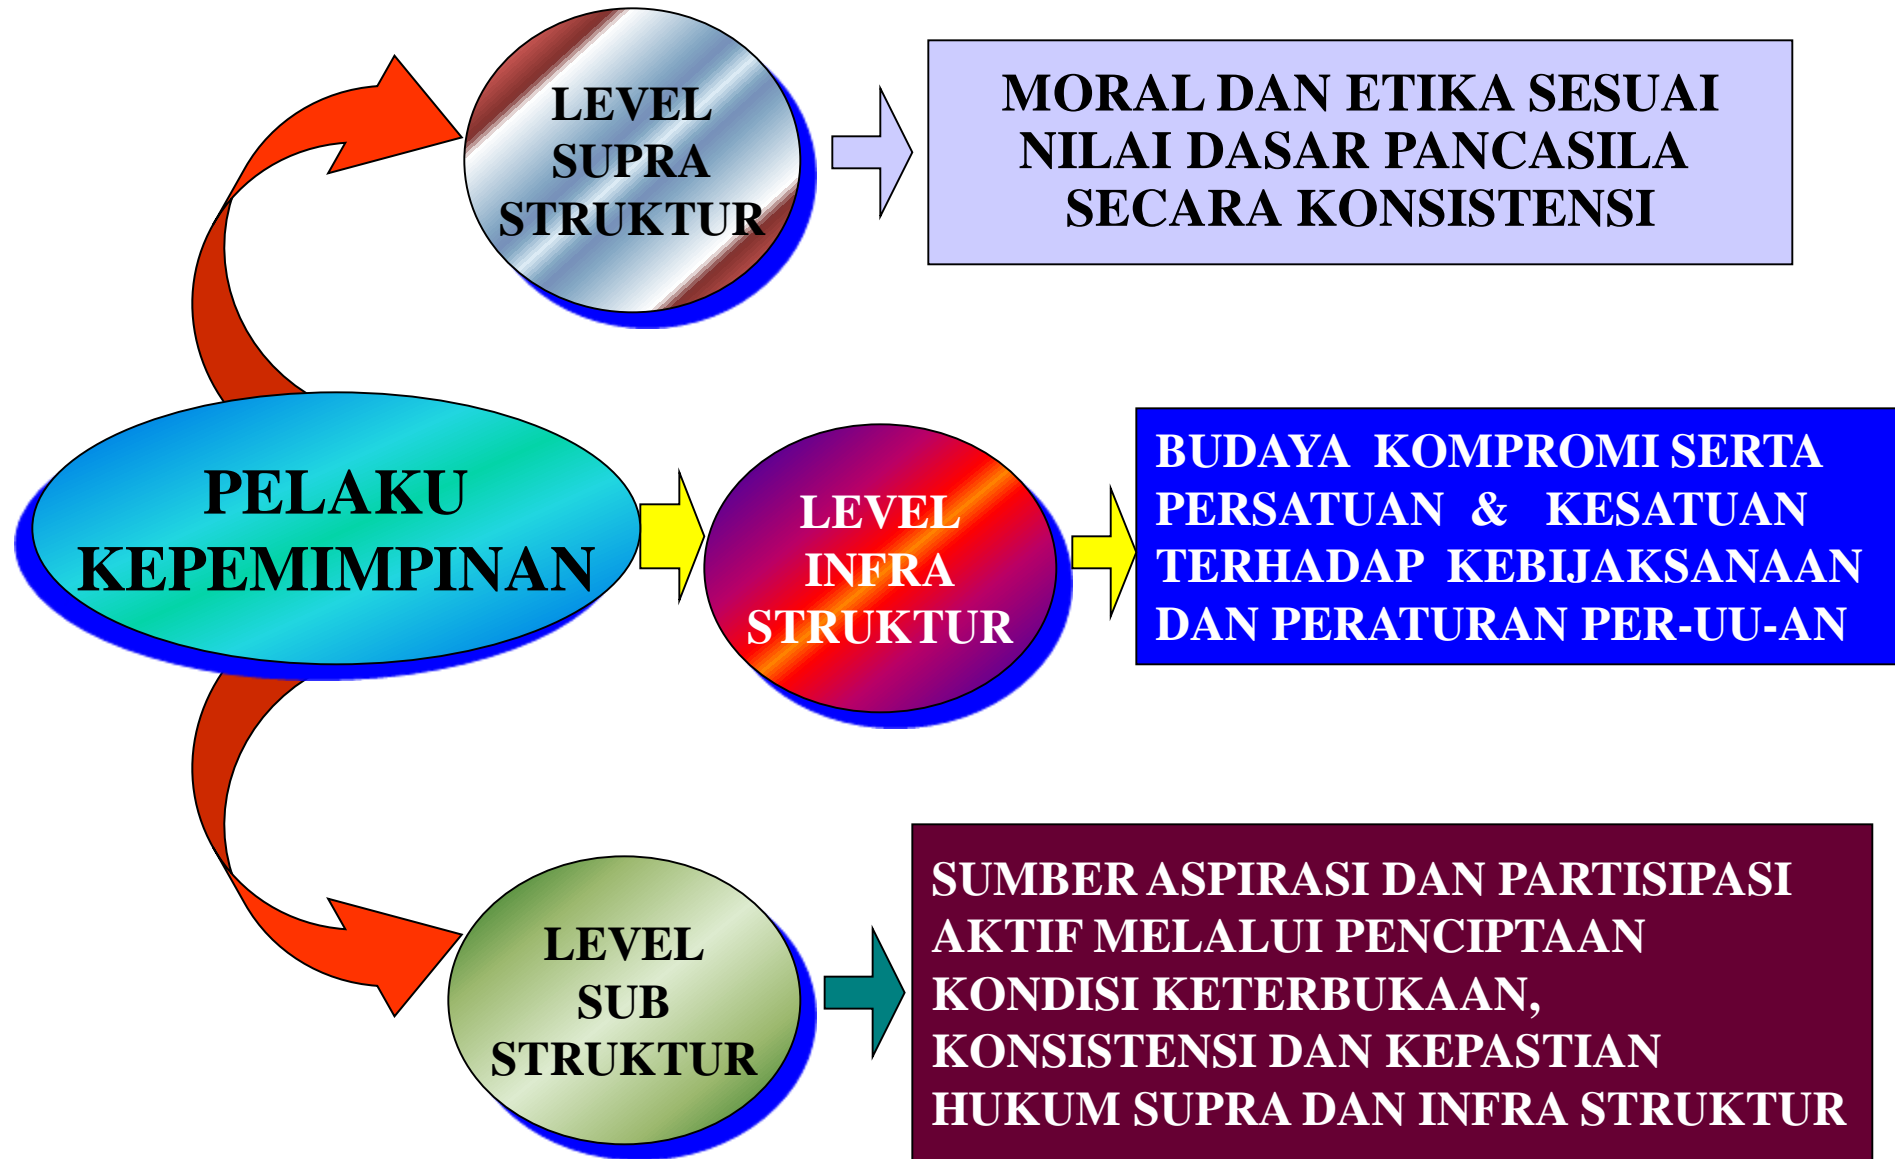 LEVEL
SUPRA
STRUKTUR
MORAL DAN ETIKA SESUAI
NILAI DASAR PANCASILA
SECARA KONSISTENSI
PELAKU
KEPEMIMPINAN
LEVEL
INFRA
STRUKTUR
BUDAYA KOMPROMI SERTA
PERSATUAN & KESATUAN
TERHADAP KEBIJAKSANAAN
DAN PERATURAN PER-UU-AN
LEVEL
SUB
STRUKTUR
SUMBER ASPIRASI DAN PARTISIPASI
AKTIF MELALUI PENCIPTAAN
KONDISI KETERBUKAAN,
KONSISTENSI DAN KEPASTIAN
HUKUM SUPRA DAN INFRA STRUKTUR